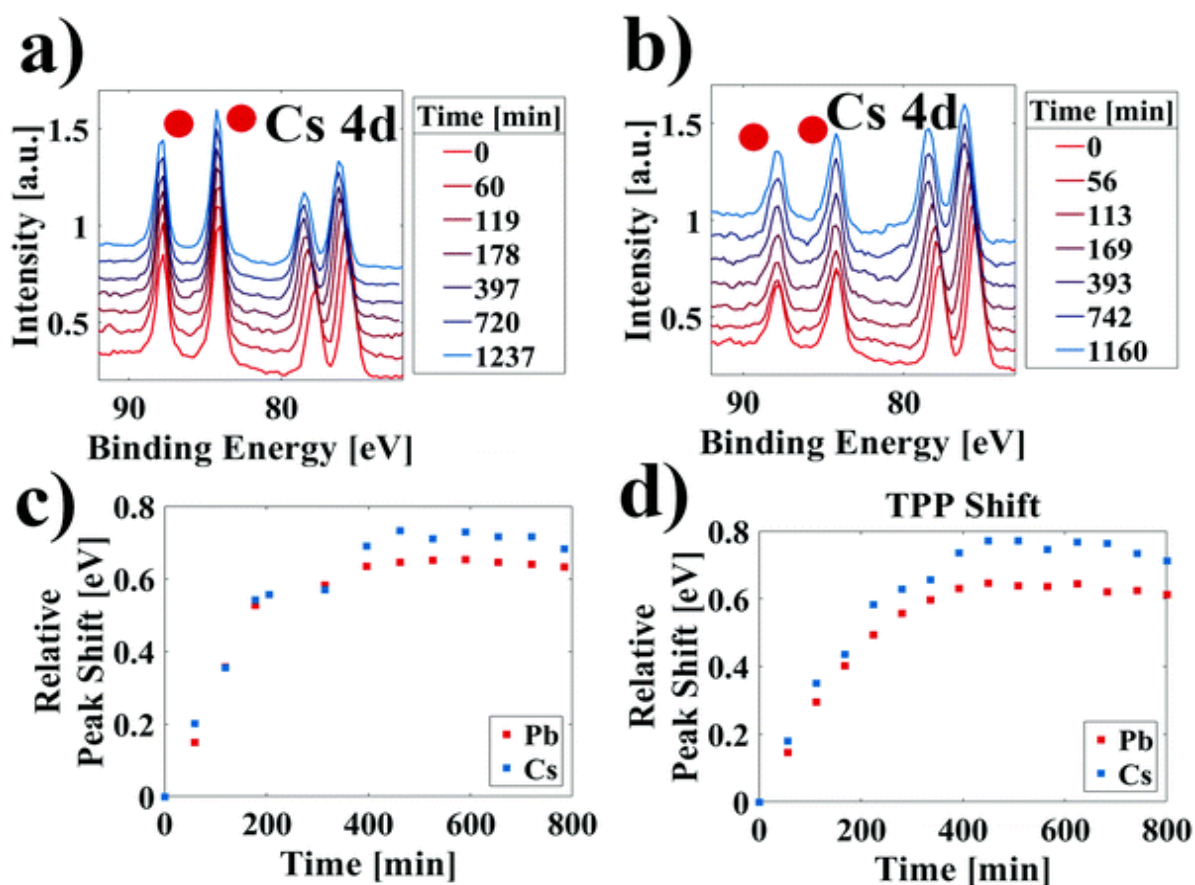 a)
Cs 4d
Intensity [a.u.]
1.5
1
0.5
90
80
Binding Energy [eV]
Time [min]
0
60
119
178
397
720
1237
b)
Cs 4d
Intensity [a.u.]
1.5
1
0.5
90
80
Binding Energy [eV]
Time [min]
0
56
113
169
393
742
1160
c)
Relative
Peak Shift [eV]
0.8
0.6
0.4
0.2
0
0
200
400
600
800
Time [min]
Pb
Cs
d)
TPP Shift
Relative
Peak Shift [eV]
0.8
0.6
0.4
0.2
0
0
200
400
600
800
Time [min]
Pb
Cs